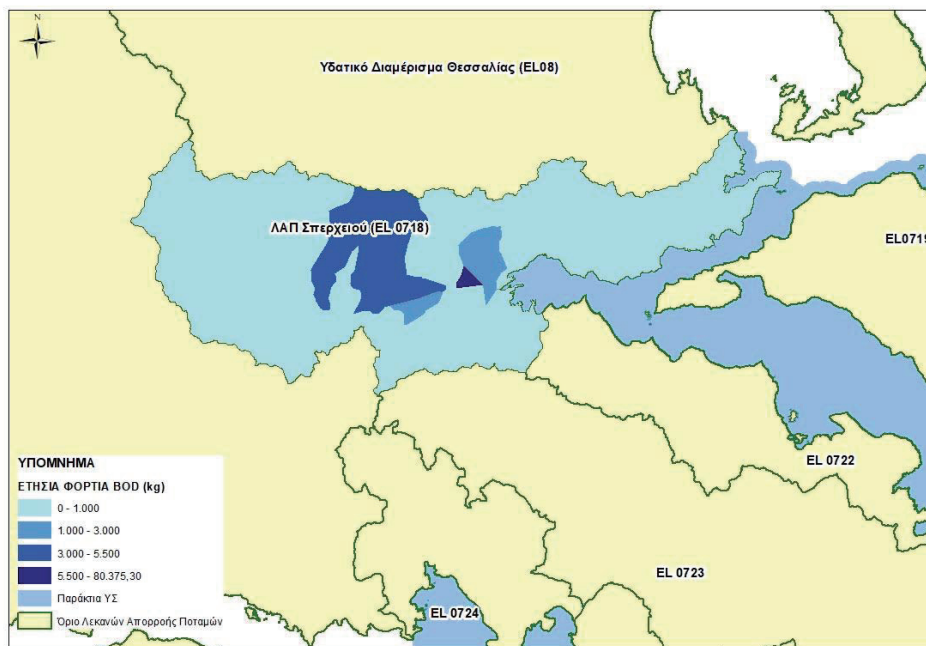 N
Υδατικό Διαμέρισμα Θεσσαλίας (EL08)
ΛΑΠ Σπερχειού (EL 0718)
EL0719
EL 0722
EL 0723
EL 0724
ΥΠΟΜΝΗΜΑ
ΕΤΗΣΙΑ ΦΟΡΤΙΑ BOD (kg)
0 - 1.000
1.000 - 3.000
3.000 - 5.500
5.500 - 80.375,30
Παράκτια ΥΣ
Όριο Λεκανών Απορροής Ποταμών